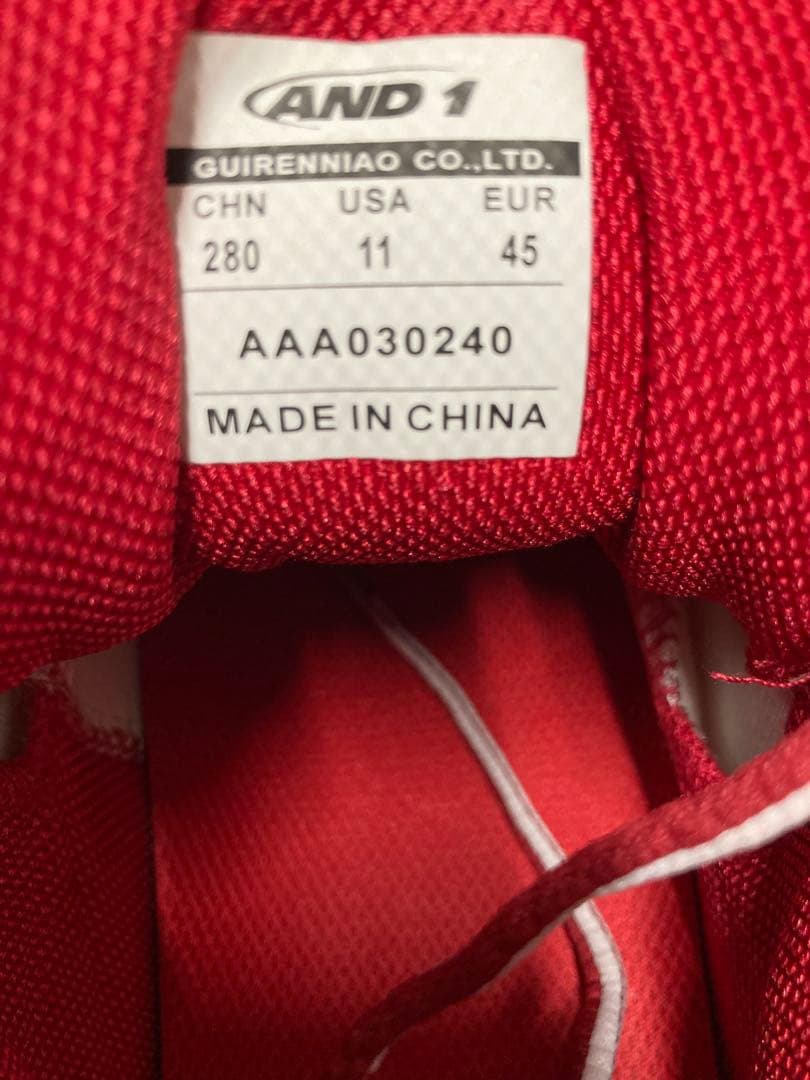 AND 1
GUIRENNIAO CO.,LTD.
CHN USA EUR
280 11 45
AAA030240
MADE IN CHINA